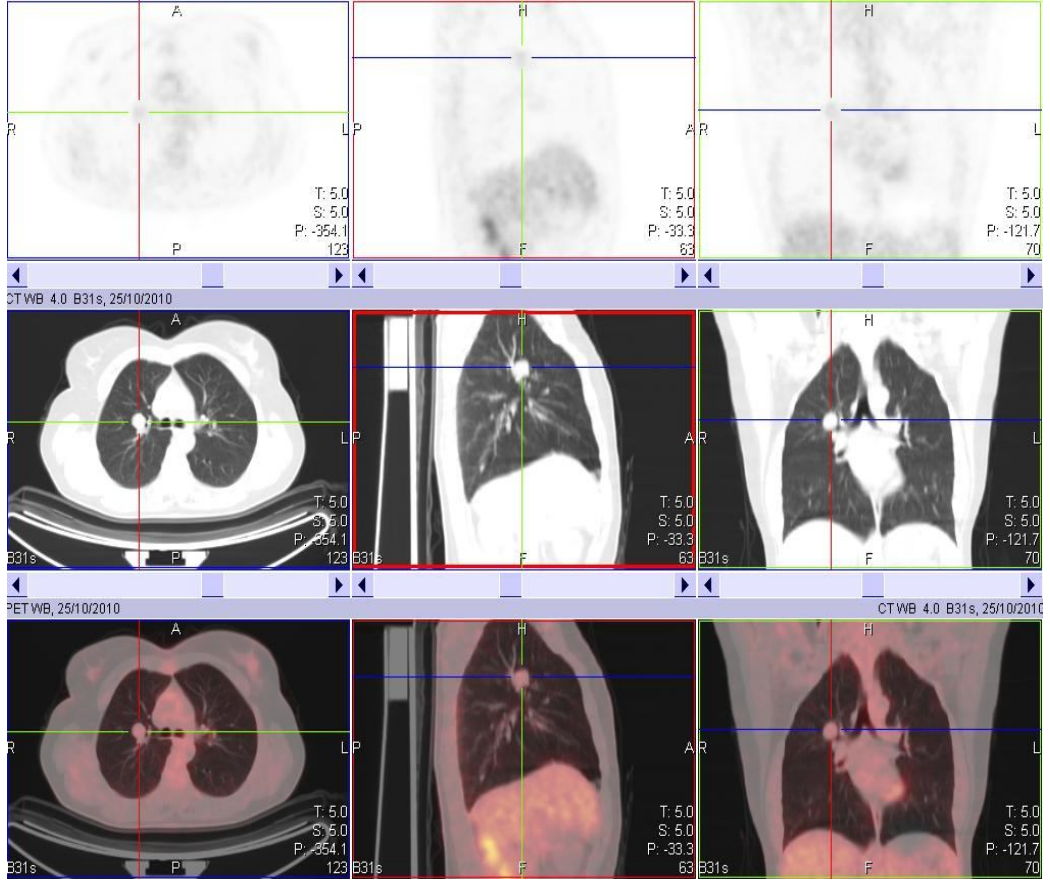 A
H
H
R
L
P
A
R
L
T: 5.0
S: 5.0
P: -354.1
123
T: 5.0
S: 5.0
P: -33.3
63
T: 5.0
S: 5.0
P: -121.7
70
P
F
F
CT WB 4.0 B31s, 25/10/2010
A
H
H
R
L
P
A
R
L
T: 5.0
S: 5.0
P: -354.1
123
T: 5.0
S: 5.0
P: -33.3
63
T: 5.0
S: 5.0
P: -121.7
70
B31s
P
B31s
F
B31s
F
PET WB, 25/10/2010
CT WB 4.0 B31s, 25/10/2010
A
H
H
R
L
P
A
R
L
T: 5.0
S: 5.0
P: -354.1
123
T: 5.0
S: 5.0
P: -33.3
63
T: 5.0
S: 5.0
P: -121.7
70
B31s
P
B31s
F
B31s
F